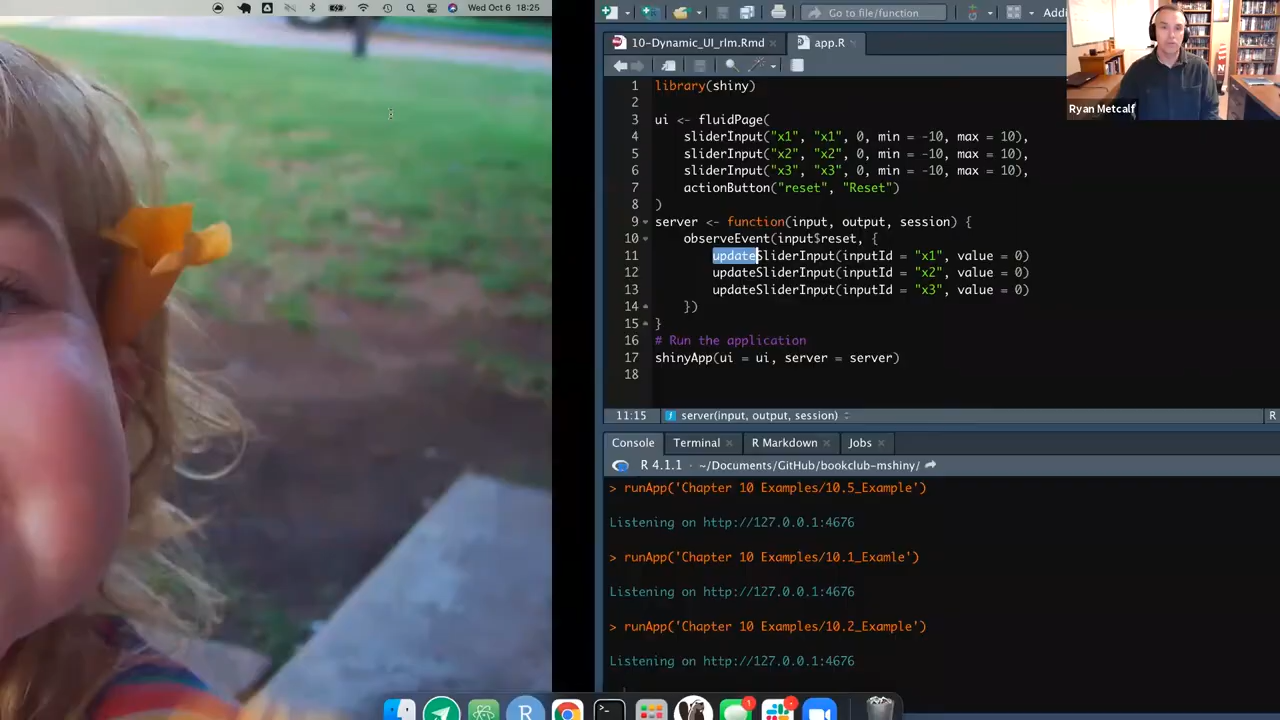 Wed Oct 6 18:25
Go to file/function
Addi
10-Dynamic_UI_rlm.Rmd
app.R
1 library(shiny)
2
3 ui <- fluidPage(
4 sliderInput("x1", "x1", 0, min = -10, max = 10),
5 sliderInput("x2", "x2", 0, min = -10, max = 10),
6 sliderInput("x3", "x3", 0, min = -10, max = 10),
7 actionButton("reset", "Reset")
8 )
9 server <- function(input, output, session) {
10 observeEvent(input$reset, {
11 updateSliderInput(inputId = "x1", value = 0)
12 updateSliderInput(inputId = "x2", value = 0)
13 updateSliderInput(inputId = "x3", value = 0)
14 })
15 }
16 # Run the application
17 shinyApp(ui = ui, server = server)
18
Ryan Metcalf
11:15 server(input, output, session) R
Console Terminal R Markdown Jobs
R 4.1.1 · ~/Documents/GitHub/bookclub-mshiny/
> runApp('Chapter 10 Examples/10.5_Example')
Listening on http://127.0.0.1:4676
> runApp('Chapter 10 Examples/10.1_Examle')
Listening on http://127.0.0.1:4676
> runApp('Chapter 10 Examples/10.2_Example')
Listening on http://127.0.0.1:4676